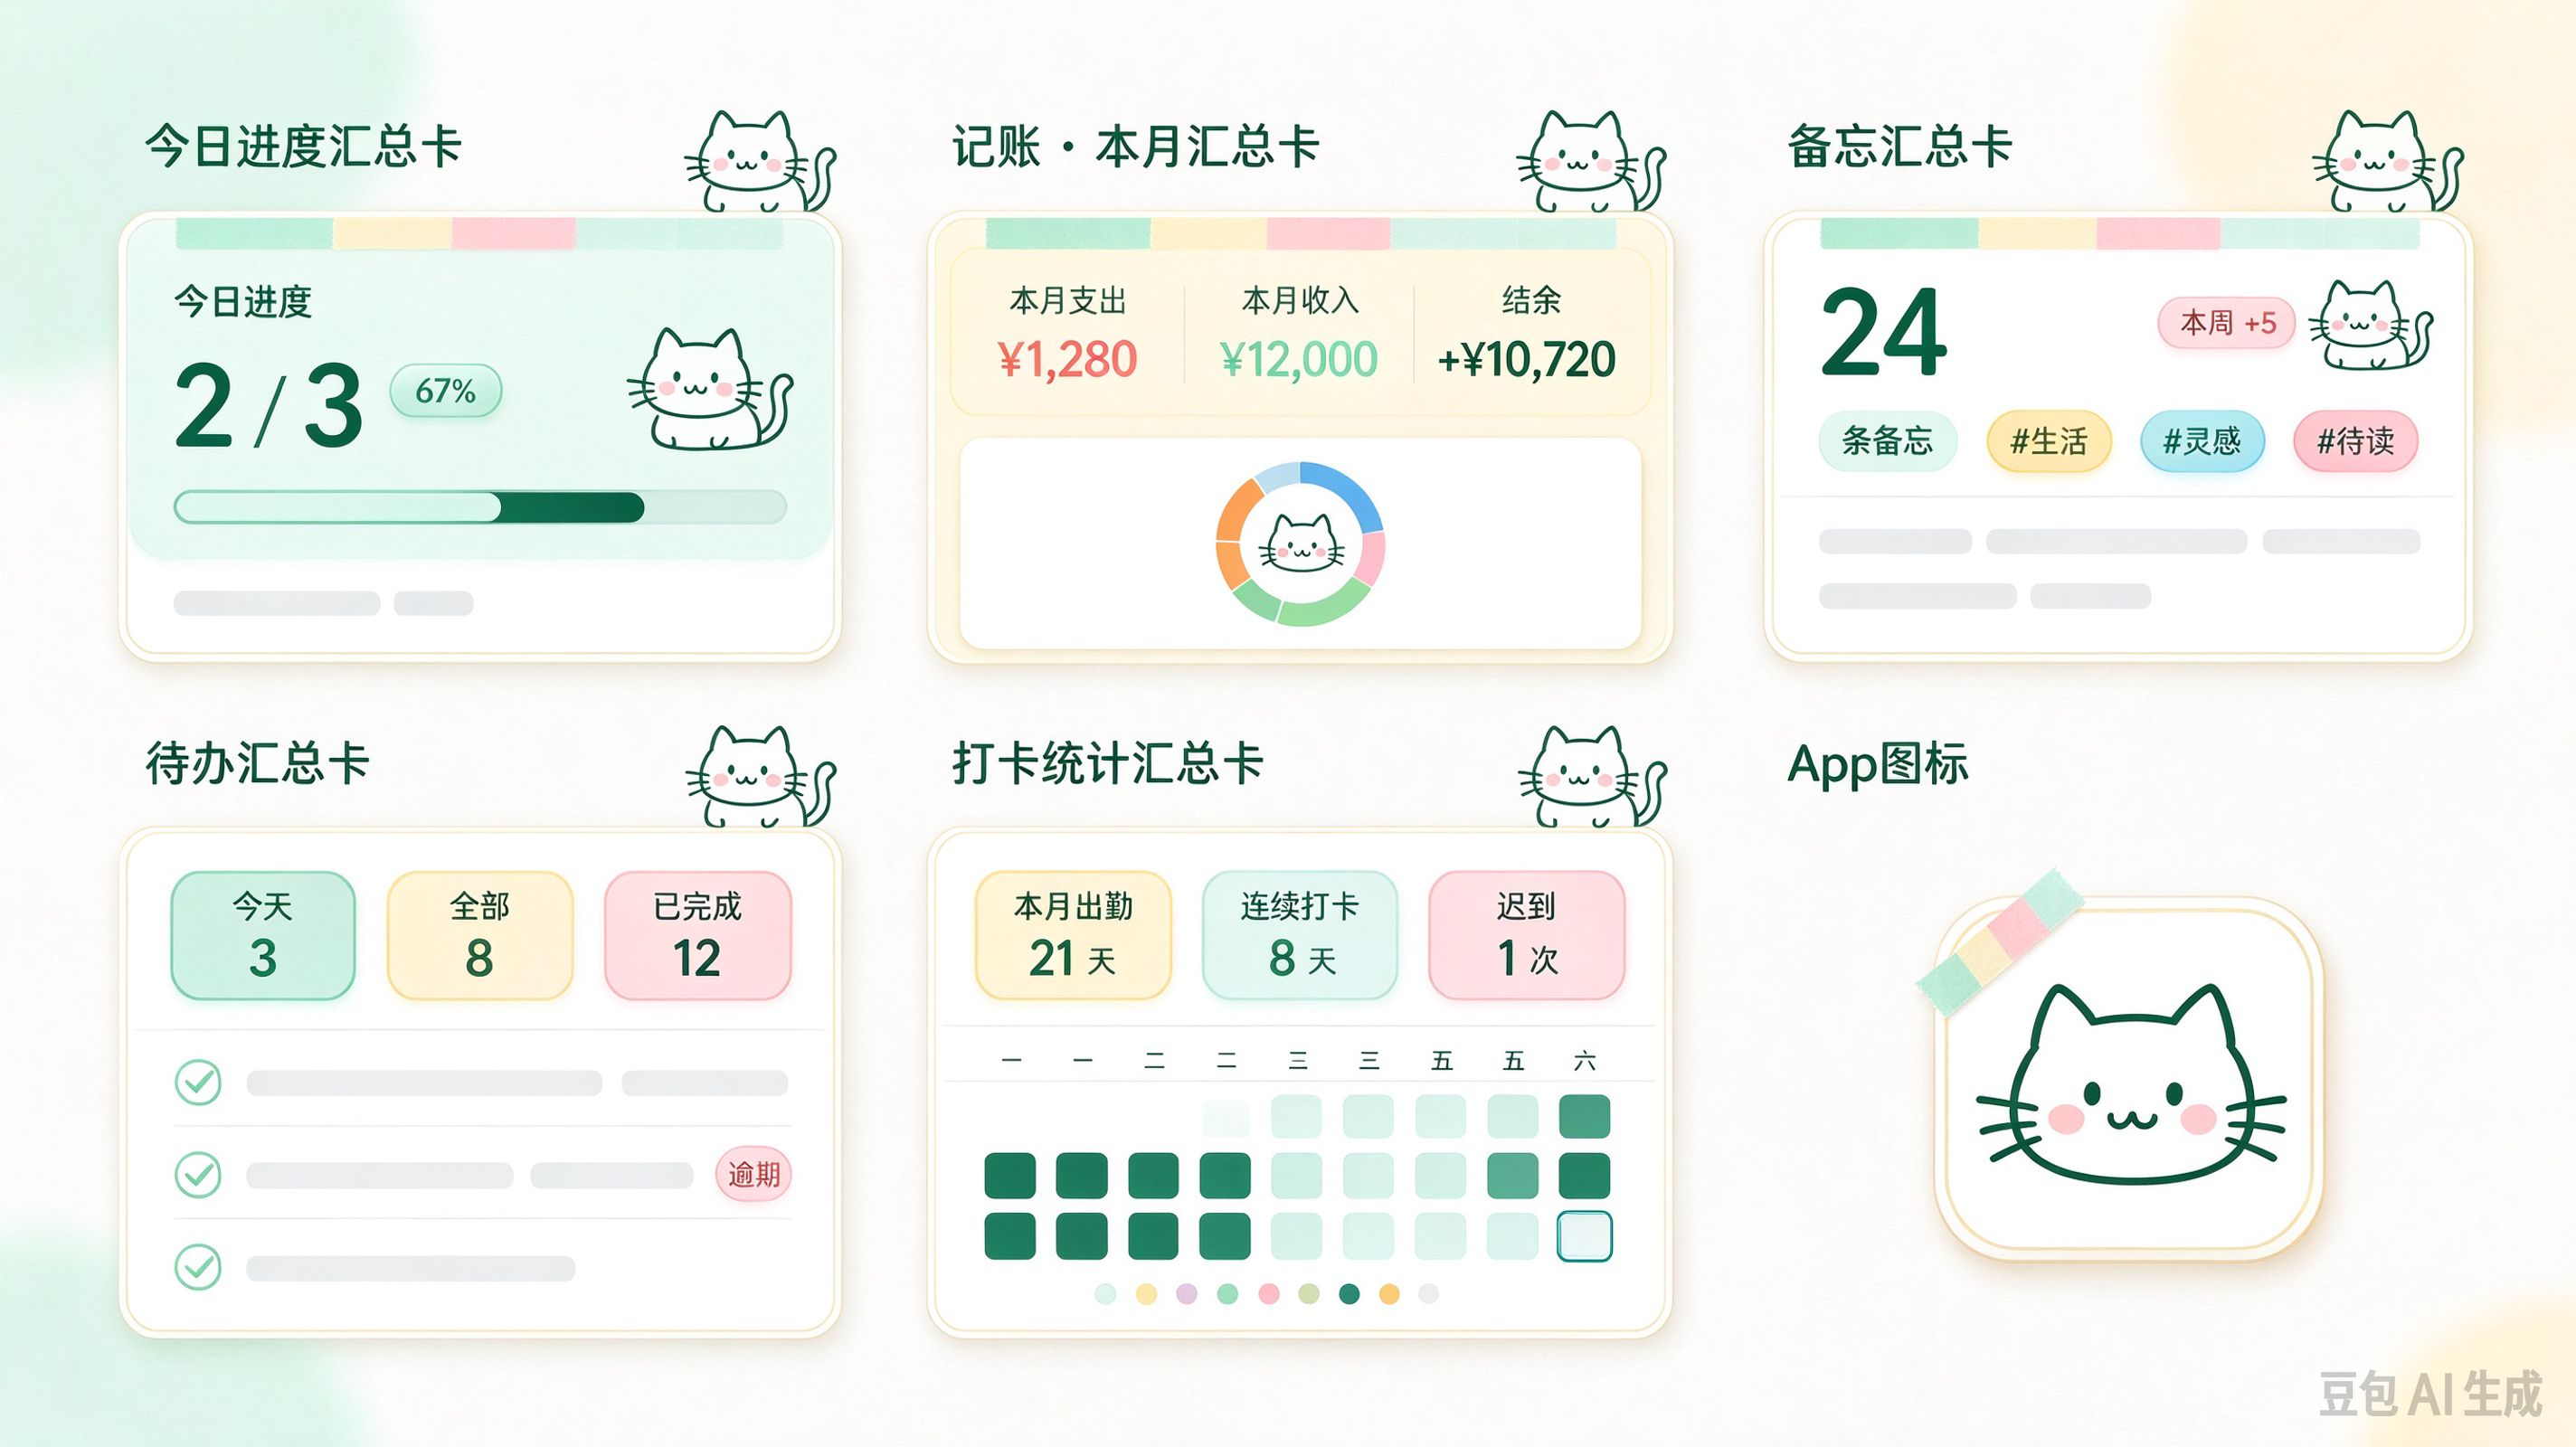 今日进度汇总卡
今日进度
2 / 3 67%
记账·本月汇总卡
本月支出 本月收入 结余
¥1,280 ¥12,000 +¥10,720
备忘汇总卡
24 本周 +5
条备忘 #生活 #灵感 #待读
待办汇总卡
今天 全部 已完成
3 8 12
逾期
打卡统计汇总卡
本月出勤 连续打卡 迟到
21 天 8 天 1 次
一 一 二 二 三 三 五 五 六
App图标
豆包 AI 生成